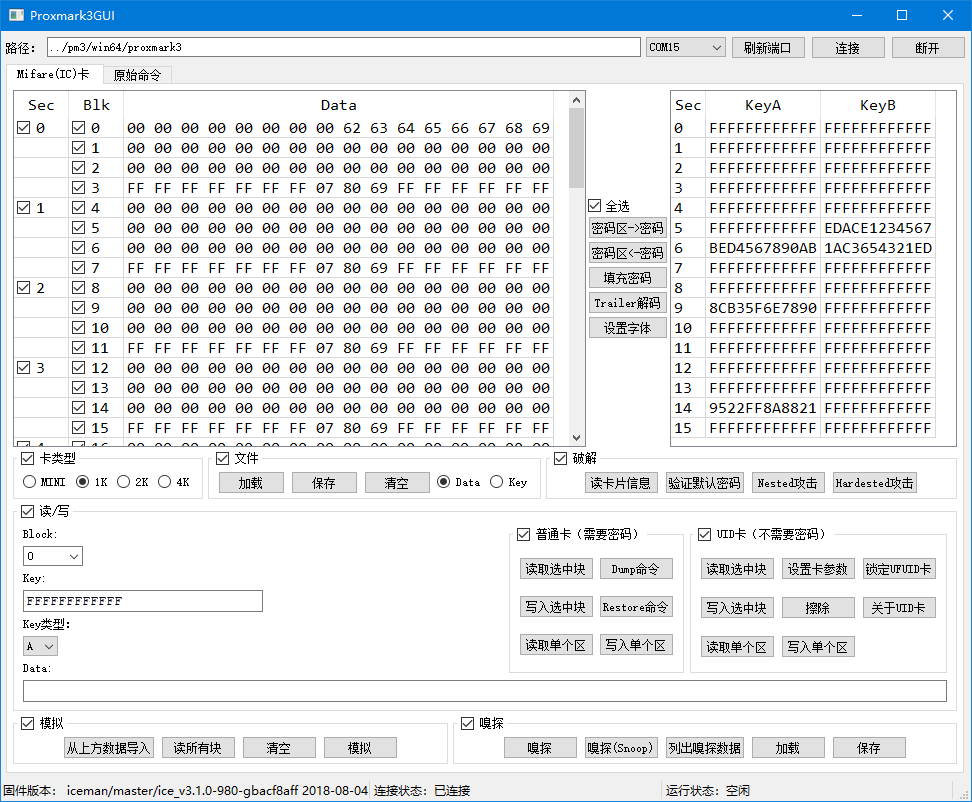 Proxmark3GUI
路径: ../pm3/win64/proxmark3 COM15 刷新端口 连接 断开
Mifare(IC)卡 原始命令
Sec Blk Data
0 0 00 00 00 00 00 00 00 00 62 63 64 65 66 67 68 69
1 00 00 00 00 00 00 00 00 00 00 00 00 00 00 00 00
2 00 00 00 00 00 00 00 00 00 00 00 00 00 00 00 00
3 FF FF FF FF FF FF FF 07 80 69 FF FF FF FF FF FF
1 4 00 00 00 00 00 00 00 00 00 00 00 00 00 00 00 00
5 00 00 00 00 00 00 00 00 00 00 00 00 00 00 00 00
6 00 00 00 00 00 00 00 00 00 00 00 00 00 00 00 00
7 FF FF FF FF FF FF FF 07 80 69 FF FF FF FF FF FF
2 8 00 00 00 00 00 00 00 00 00 00 00 00 00 00 00 00
9 00 00 00 00 00 00 00 00 00 00 00 00 00 00 00 00
10 00 00 00 00 00 00 00 00 00 00 00 00 00 00 00 00
11 FF FF FF FF FF FF FF 07 80 69 FF FF FF FF FF FF
3 12 00 00 00 00 00 00 00 00 00 00 00 00 00 00 00 00
13 00 00 00 00 00 00 00 00 00 00 00 00 00 00 00 00
14 00 00 00 00 00 00 00 00 00 00 00 00 00 00 00 00
15 FF FF FF FF FF FF FF 07 80 69 FF FF FF FF FF FF
全选
密码区->密码
密码区<-密码
填充密码
Trailer解码
设置字体
Sec KeyA KeyB
0 FFFFFFFFFFFF FFFFFFFFFFFF
1 FFFFFFFFFFFF FFFFFFFFFFFF
2 FFFFFFFFFFFF FFFFFFFFFFFF
3 FFFFFFFFFFFF FFFFFFFFFFFF
4 FFFFFFFFFFFF FFFFFFFFFFFF
5 FFFFFFFFFFFF EDACE1234567
6 BED4567890AB 1AC3654321ED
7 FFFFFFFFFFFF FFFFFFFFFFFF
8 FFFFFFFFFFFF FFFFFFFFFFFF
9 8CB35F6E7890 FFFFFFFFFFFF
10 FFFFFFFFFFFF FFFFFFFFFFFF
11 FFFFFFFFFFFF FFFFFFFFFFFF
12 FFFFFFFFFFFF FFFFFFFFFFFF
13 FFFFFFFFFFFF FFFFFFFFFFFF
14 9522FF8A8821 FFFFFFFFFFFF
15 FFFFFFFFFFFF FFFFFFFFFFFF
卡类型
MINI 1K 2K 4K
文件
加载 保存 清空 Data Key
破解
读卡片信息 验证默认密码 Nested攻击 Hardested攻击
读/写
Block:
0
Key:
FFFFFFFFFFFF
Key类型:
A
Data:
普通卡（需要密码）
读取选中块 Dump命令
写入选中块 Restore命令
读取单个区 写入单个区
UID卡（不需要密码）
读取选中块 设置卡参数 锁定UFUID卡
写入选中块 擦除 关于UID卡
读取单个区 写入单个区
模拟
从上方数据导入 读所有块 清空 模拟
嗅探
嗅探 嗅探(Snoop) 列出嗅探数据 加载 保存
固件版本: iceman/master/ice_v3.1.0-980-gbacf8aff 2018-08-04 连接状态: 已连接 运行状态: 空闲